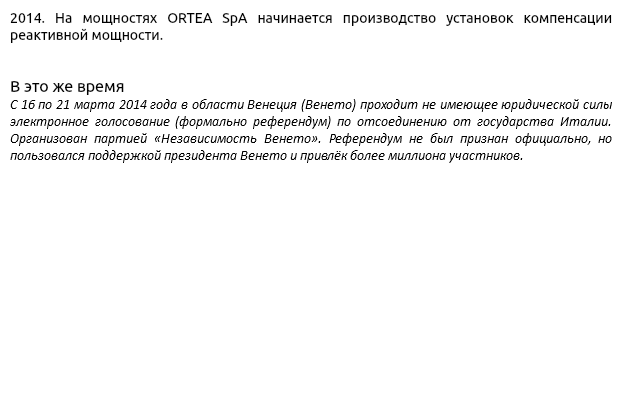 2014. На мощностях ORTEA SpA начинается производство установок компенсации
реактивной мощности.
В это же время
С 16 по 21 марта 2014 года в области Венеция (Венето) проходит не имеющее юридической силы
электронное голосование (формально референдум) по отсоединению от государства Италии.
Организован партией «Независимость Венето». Референдум не был признан официально, но
пользовался поддержкой президента Венето и привлёк более миллиона участников.